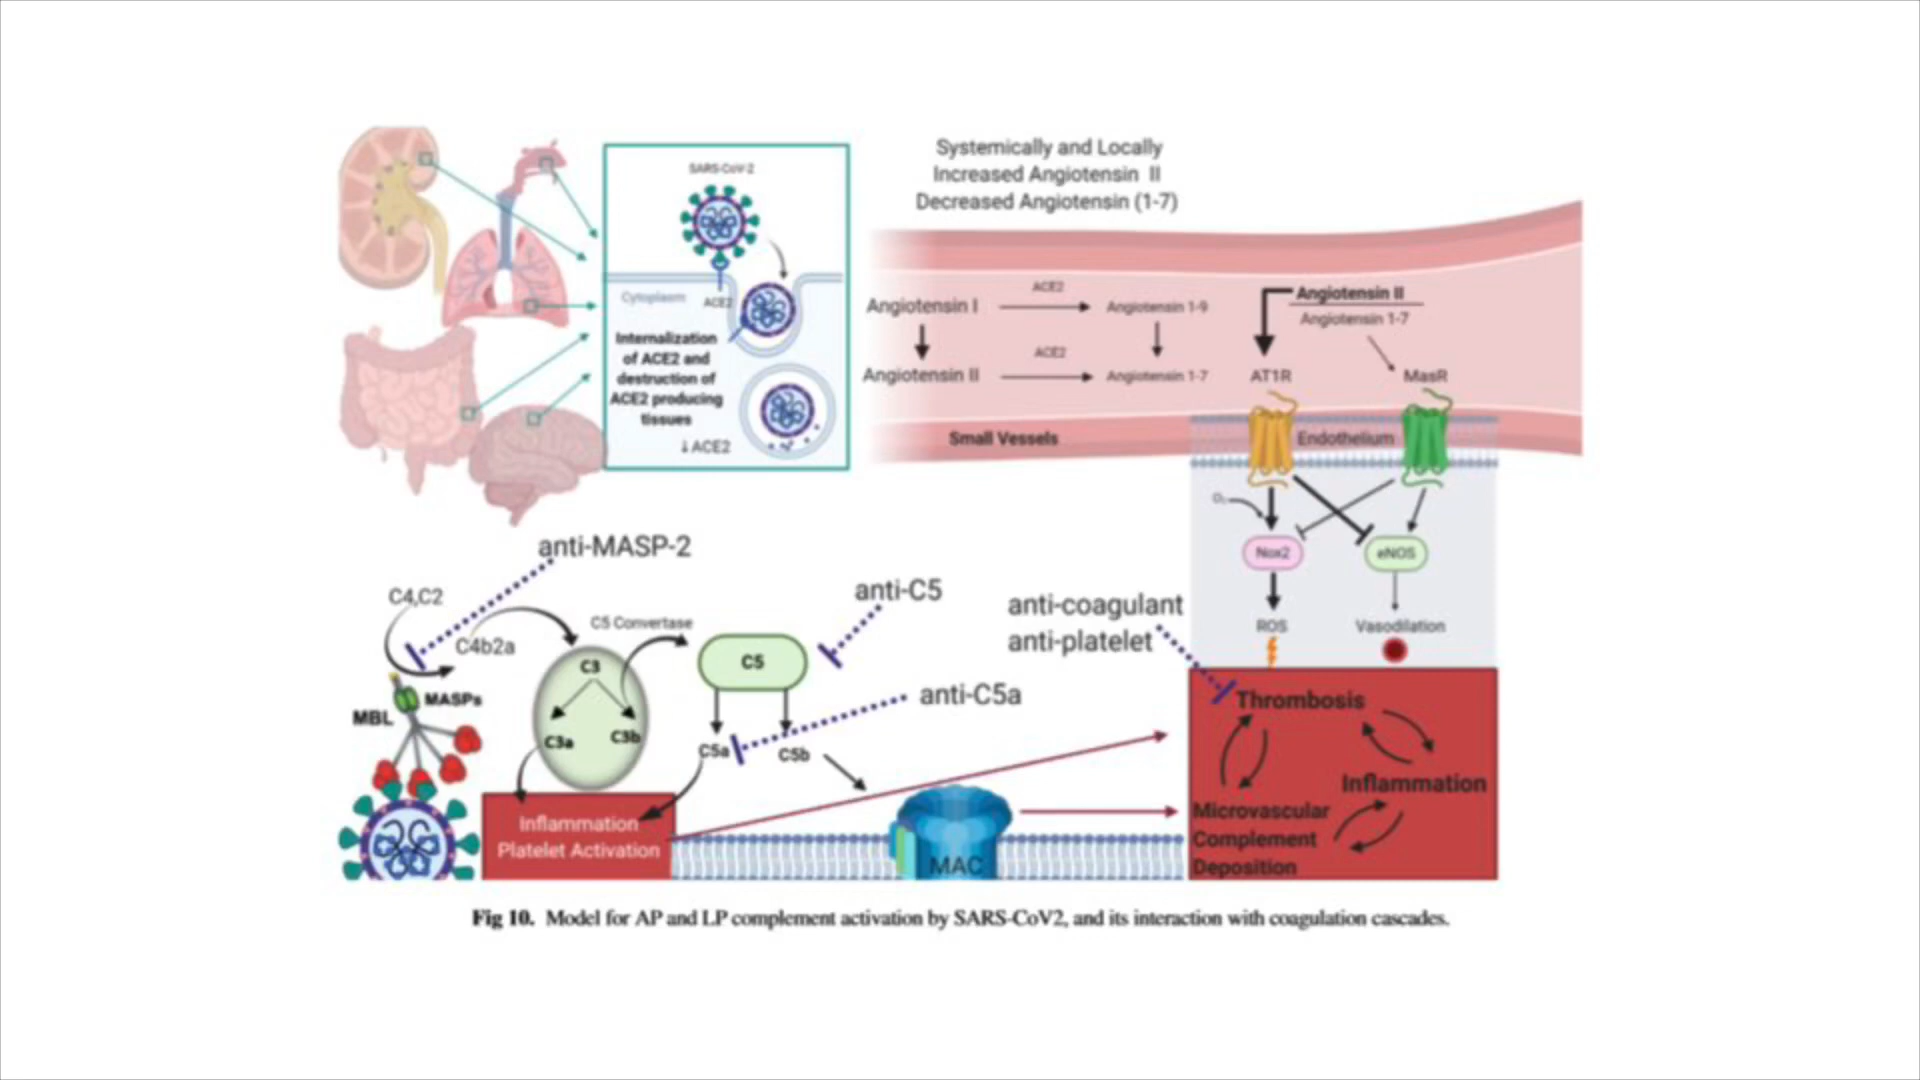 SARS-CoV-2
Cytoplasm
ACE2
Internalization
of ACE2 and
destruction of
ACE2 producing
tissues
↓ACE2
Systemically and Locally
Increased Angiotensin II
Decreased Angiotensin (1-7)
Angiotensin I
ACE2
Angiotensin 1-9
Angiotensin II
ACE2
Angiotensin 1-7
Angiotensin II
Angiotensin 1-7
AT1R
MasR
Small Vessels
Endothelium
Nox2
eNOS
ROS
Vasodilation
anti-MASP-2
C4,C2
C4b2a
C5 Convertase
C3
C3a
C3b
MBL
MASPs
C5
C5a
C5b
anti-C5
anti-C5a
anti-coagulant
anti-platelet
Inflammation
Platelet Activation
MAC
Thrombosis
Inflammation
Microvascular
Complement
Deposition
Fig 10. Model for AP and LP complement activation by SARS-CoV2, and its interaction with coagulation cascades.